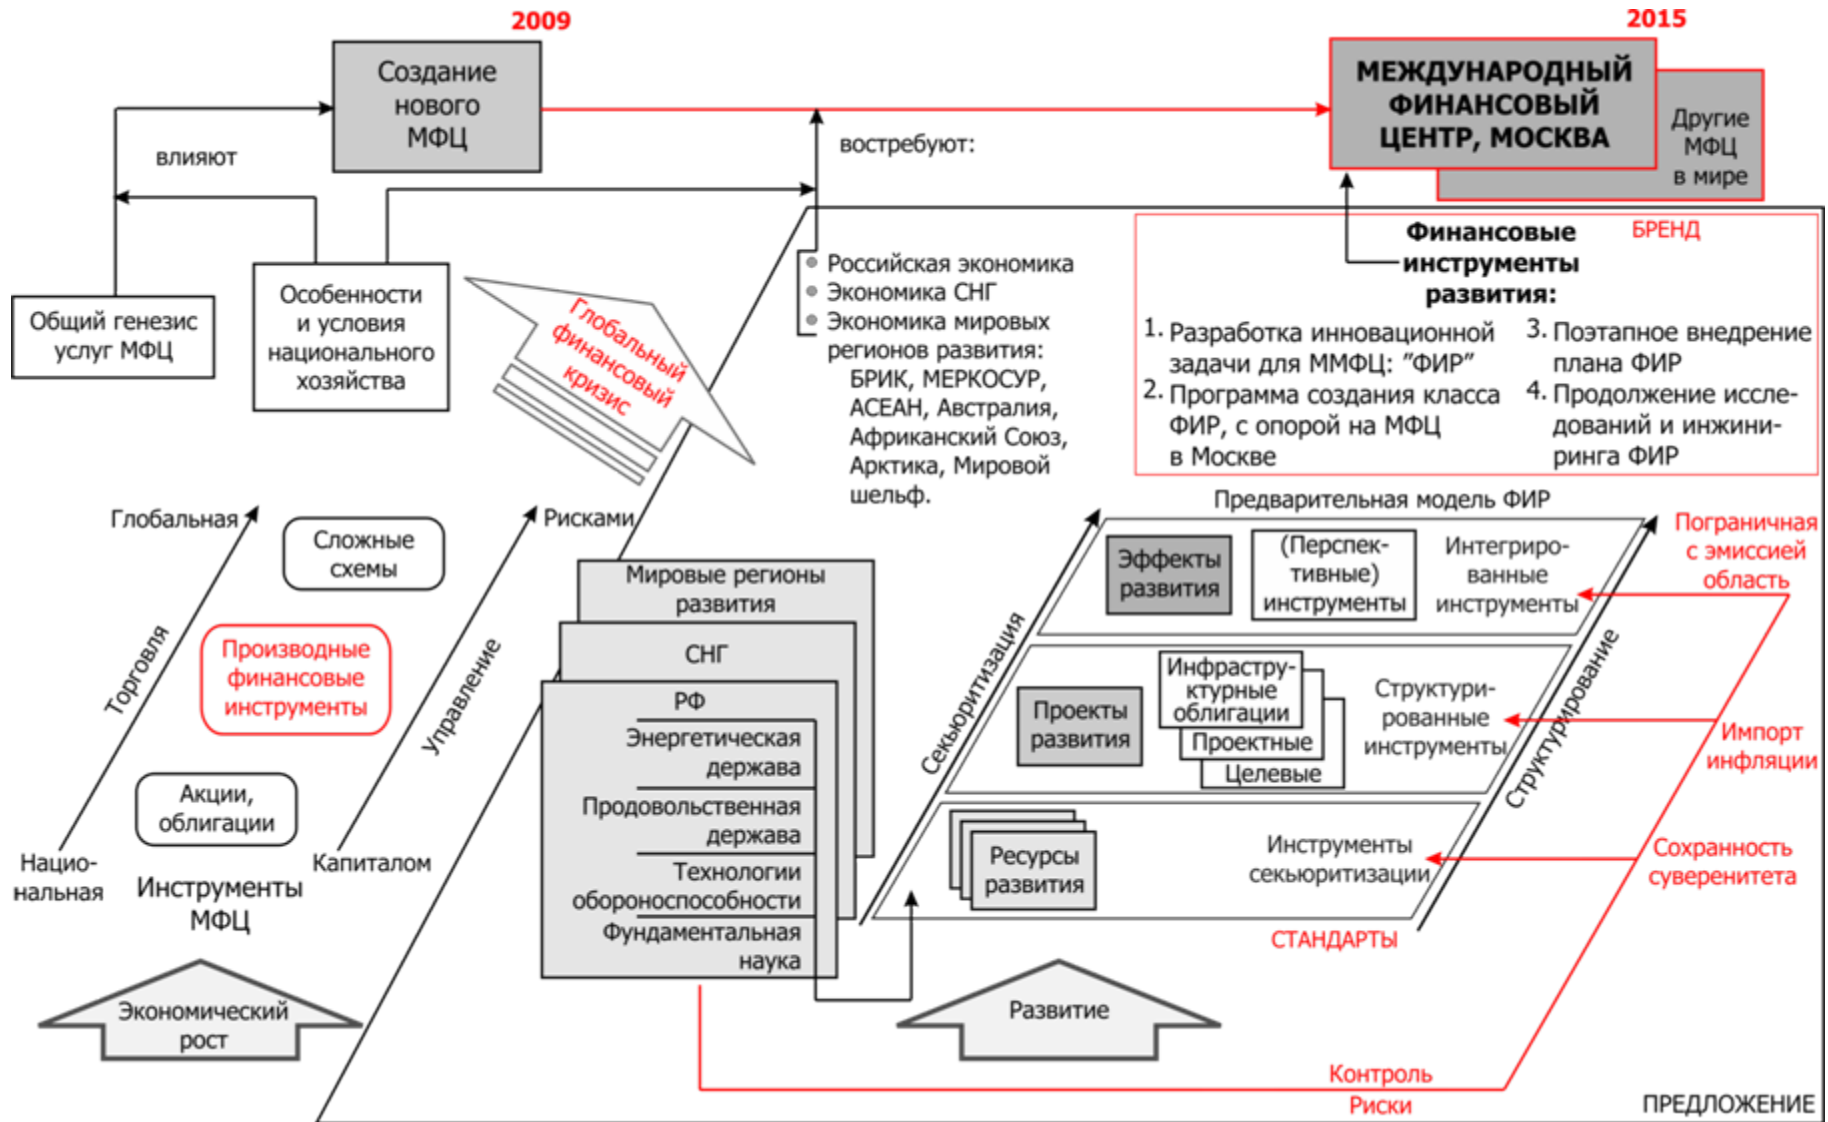 2009
2015
Создание
нового
МФЦ
МЕЖДУНАРОДНЫЙ
ФИНАНСОВЫЙ
ЦЕНТР, МОСКВА
Другие
МФЦ
в мире
влияют
востребуют:
Общий генезис
услуг МФЦ
Особенности
и условия
национального
хозяйства
Глобальный
финансовый
кризис
Российская экономика
Экономика СНГ
Экономика мировых
регионов развития:
БРИК, МЕРКОСУР,
АСЕАН, Австралия,
Африканский Союз,
Арктика, Мировой
шельф.
БРЕНД
Финансовые
инструменты
развития:
1. Разработка инновационной
задачи для ММФЦ: "ФИР"
2. Программа создания класса
ФИР, с опорой на МФЦ
в Москве
3. Поэтапное внедрение
плана ФИР
4. Продолжение иссле-
дований и инжини-
ринга ФИР
Глобальная
Торговля
Нацио-
нальная
Сложные
схемы
Производные
финансовые
инструменты
Акции,
облигации
Инструменты
МФЦ
Рисками
Управление
Капиталом
Экономический
рост
Мировые регионы
развития
СНГ
РФ
Энергетическая
держава
Продовольственная
держава
Технологии
обороноспособности
Фундаментальная
наука
Предварительная модель ФИР
Секьюритизация
Эффекты
развития
(Перспек-
тивные)
инструменты
Интегриро-
ванные
инструменты
Проекты
развития
Инфрастру-
ктурные
облигации
Проектные
Целевые
Структури-
рованные
инструменты
Ресурсы
развития
Инструменты
секьюритизации
Структурирование
СТАНДАРТЫ
Пограничная
с эмиссией
область
Импорт
инфляции
Сохранность
суверенитета
Развитие
Контроль
Риски
ПРЕДЛОЖЕНИЕ